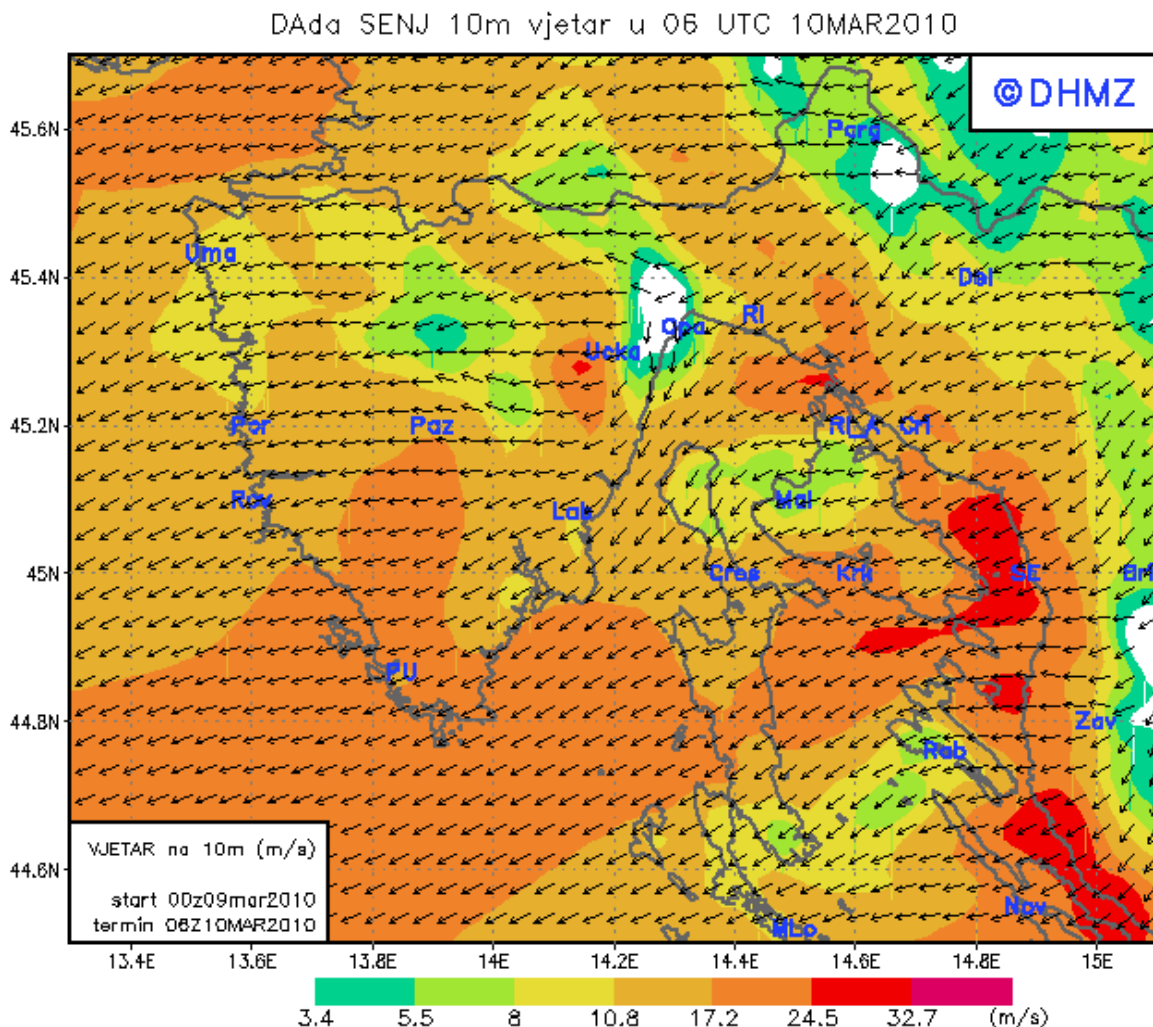 DAda SENJ 10m vjetar u 06 UTC 10MAR2010
©DHMZ
45.6N
Parg
Uma
45.4N
Del
RI
Opa
Ucka
45.2N
Por
Paz
RI_A
Cri
Rov
Mal
Lab
45N
Cres
Krk
SE
Bri
PU
44.8N
Zav
Rab
VJETAR na 10m (m/s)
start 00z09mar2010
termin 06Z10MAR2010
44.6N
Nov
MLo
13.4E 13.6E 13.8E 14E 14.2E 14.4E 14.6E 14.8E 15E
3.4 5.5 8 10.8 17.2 24.5 32.7 (m/s)